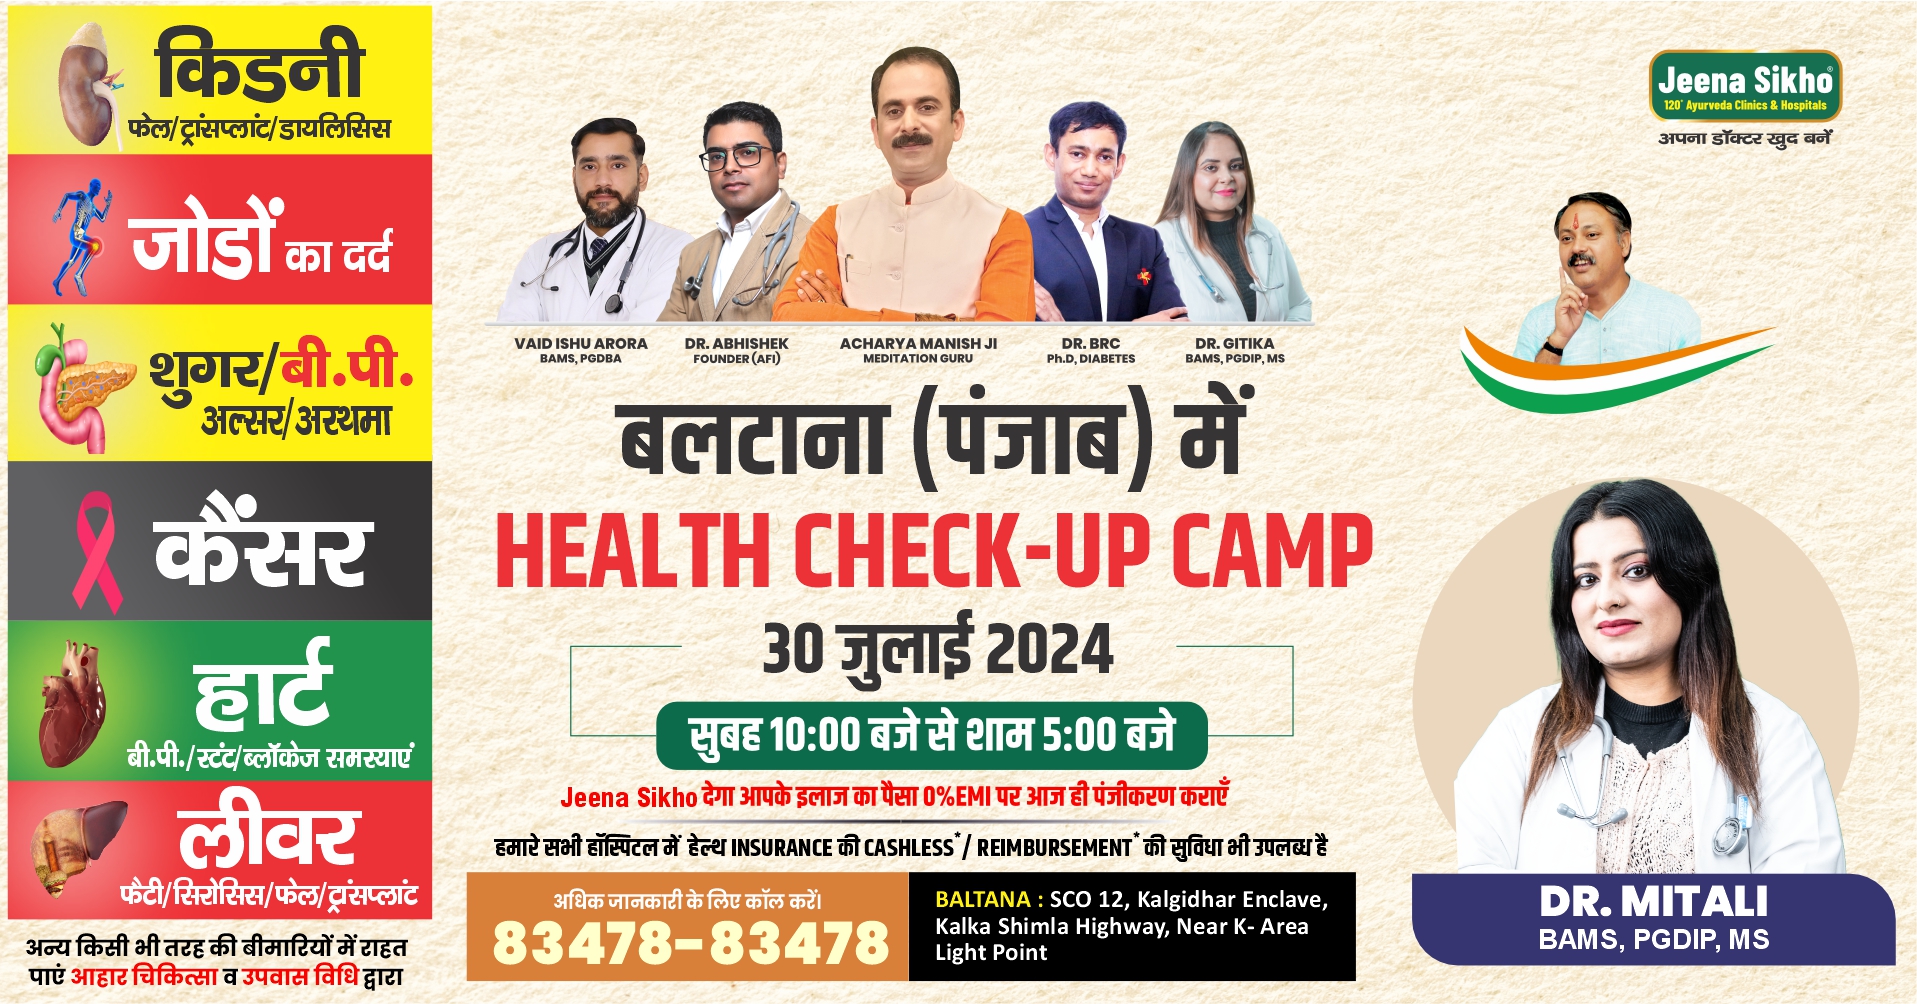 किडनी
फेल/ट्रांसप्लांट/डायलिसिस
जोडों का दर्द
शुगर/बी.पी.
अल्सर/अस्थमा
कैंसर
हार्ट
बी.पी./स्टंट/ब्लॉकेज समस्याएं
लीवर
फैटी/सिरोसिस/फेल/ट्रांसप्लांट
अन्य किसी भी तरह की बीमारियों में राहत
पाएं आहार चिकित्सा व उपवास विधि द्वारा
VAID ISHU ARORA
BAMS, PGDBA
DR. ABHISHEK
FOUNDER (AFI)
ACHARYA MANISH JI
MEDITATION GURU
DR. BRC
Ph.D, DIABETES
DR. GITIKA
BAMS, PGDIP, MS
बलटाना (पंजाब) में
HEALTH CHECK-UP CAMP
30 जुलाई 2024
सुबह 10:00 बजे से शाम 5:00 बजे
Jeena Sikho देगा आपके इलाज का पैसा 0%EMI पर आज ही पंजीकरण कराएँ
हमारे सभी हॉस्पिटल में हेल्थ INSURANCE की CASHLESS*/ REIMBURSEMENT* की सुविधा भी उपलब्ध है
अधिक जानकारी के लिए कॉल करें।
83478-83478
BALTANA : SCO 12, Kalgidhar Enclave,
Kalka Shimla Highway, Near K- Area
Light Point
Jeena Sikho®
120+ Ayurveda Clinics & Hospitals
अपना डॉक्टर खुद बनें
DR. MITALI
BAMS, PGDIP, MS